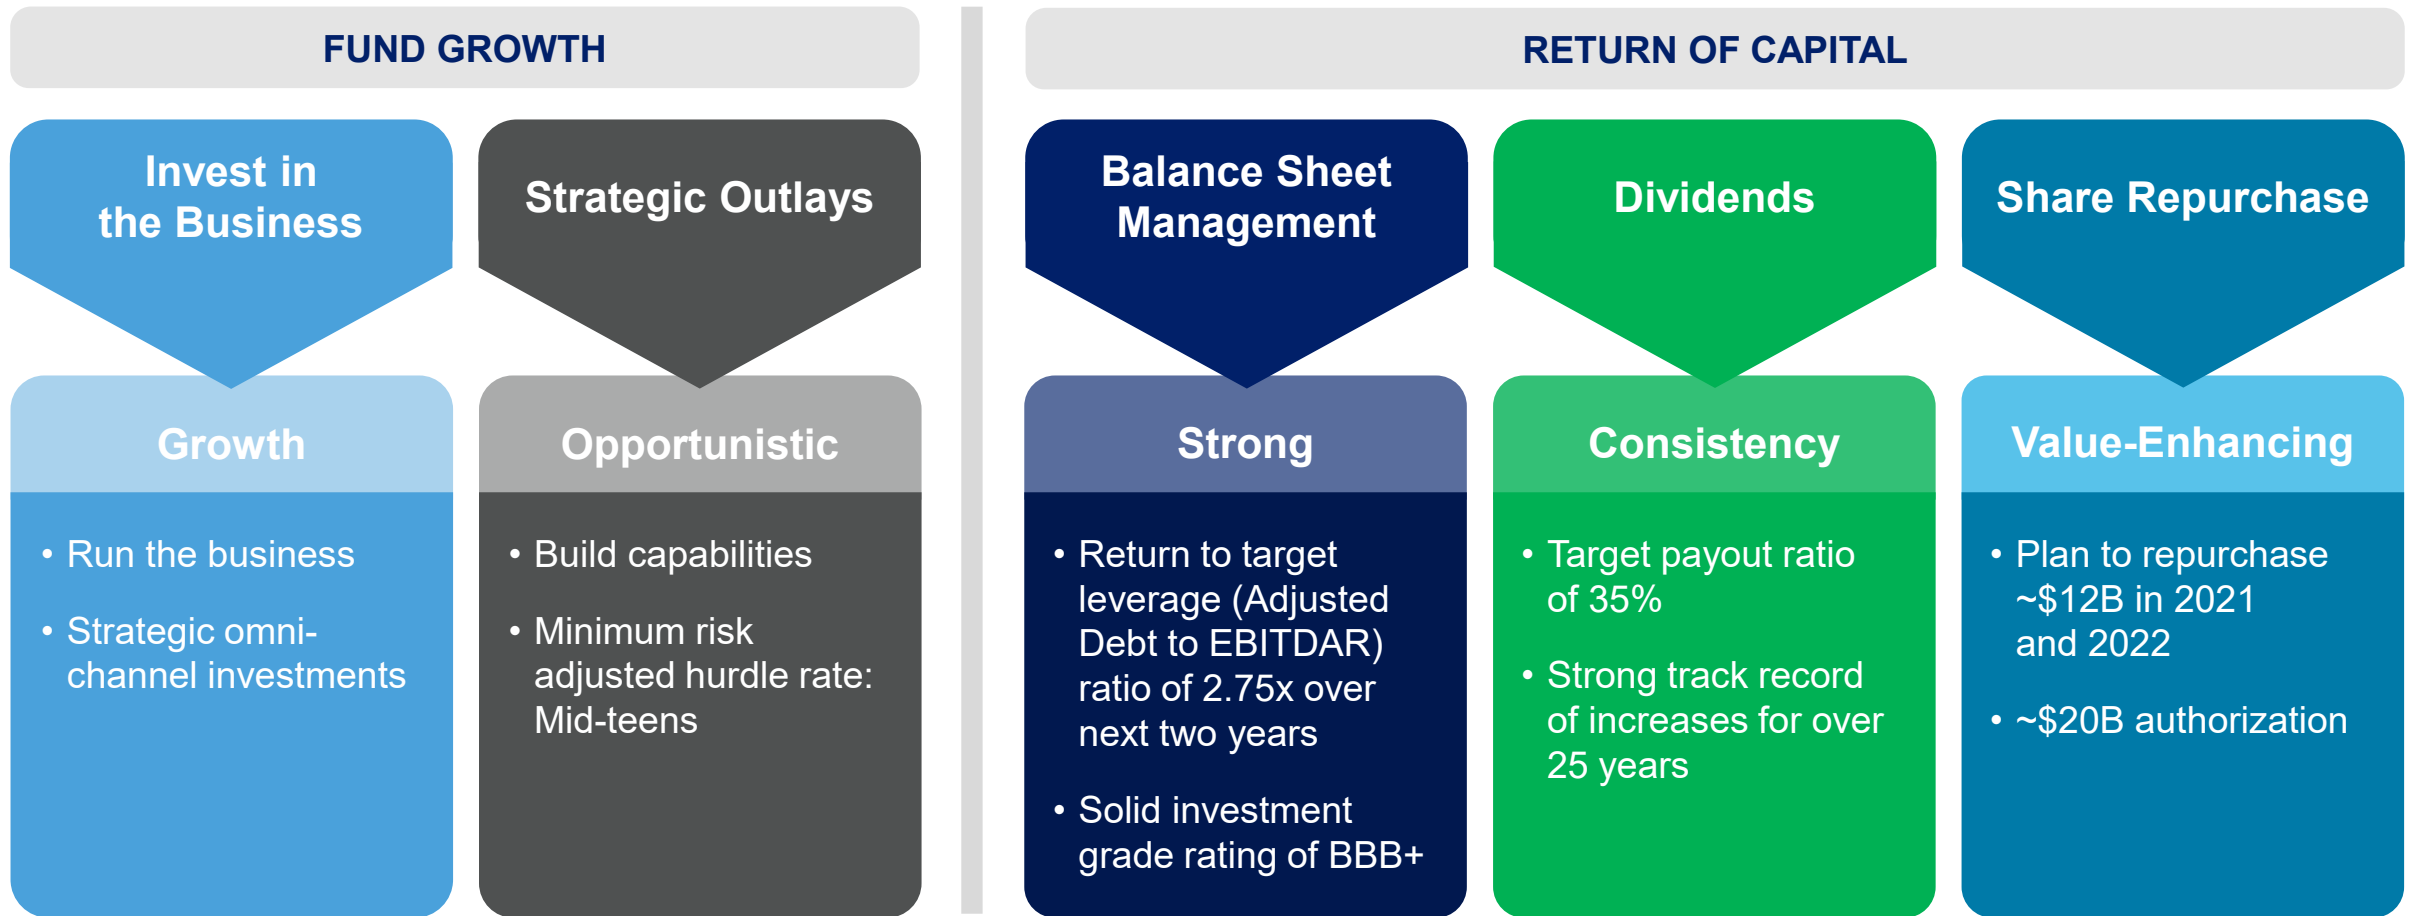 FUND GROWTH
RETURN OF CAPITAL
Invest in
the Business
Growth
• Run the business
• Strategic omni-
channel investments
Strategic Outlays
Opportunistic
• Build capabilities
• Minimum risk
adjusted hurdle rate:
Mid-teens
Balance Sheet
Management
Strong
• Return to target
leverage (Adjusted
Debt to EBITDAR)
ratio of 2.75x over
next two years
• Solid investment
grade rating of BBB+
Dividends
Consistency
• Target payout ratio
of 35%
• Strong track record
of increases for over
25 years
Share Repurchase
Value-Enhancing
• Plan to repurchase
~$12B in 2021
and 2022
• ~$20B authorization